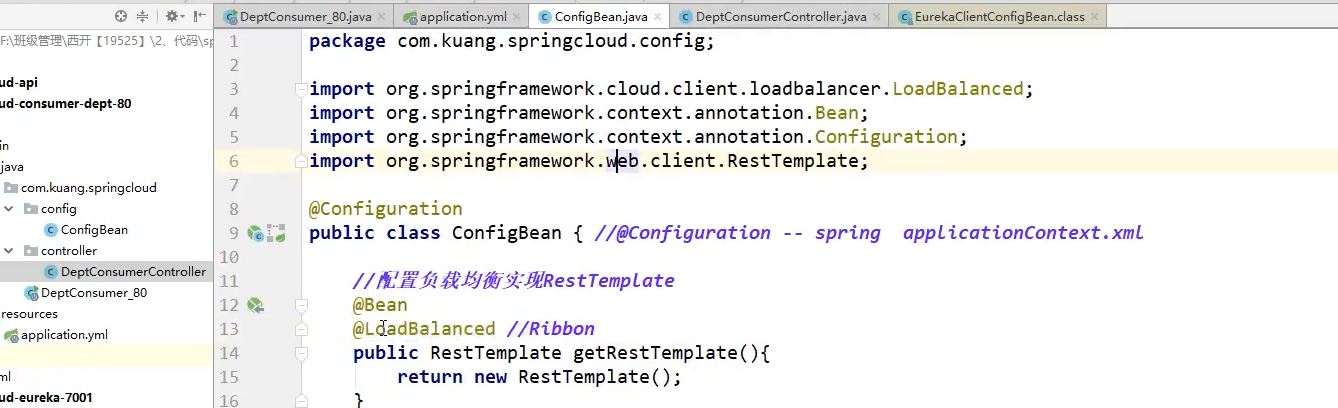 DeptConsumer_80.java
application.yml
ConfigBean.java
DeptConsumerController.java
EurekaClientConfigBean.class
F:\班级管理\西开【19525】\2、代码\sp
ud-api
ud-consumer-dept-80
in
java
com.kuang.springcloud
config
ConfigBean
controller
DeptConsumerController
DeptConsumer_80
resources
application.yml
ml
ud-eureka-7001
1 package com.kuang.springcloud.config;
2
3 import org.springframework.cloud.client.loadbalancer.LoadBalanced;
4 import org.springframework.context.annotation.Bean;
5 import org.springframework.context.annotation.Configuration;
6 import org.springframework.web.client.RestTemplate;
7
8 @Configuration
9 public class ConfigBean { //@Configuration -- spring applicationContext.xml
10
11 //配置负载均衡实现RestTemplate
12 @Bean
13 @LoadBalanced //Ribbon
14 public RestTemplate getRestTemplate(){
15 return new RestTemplate();
16 }